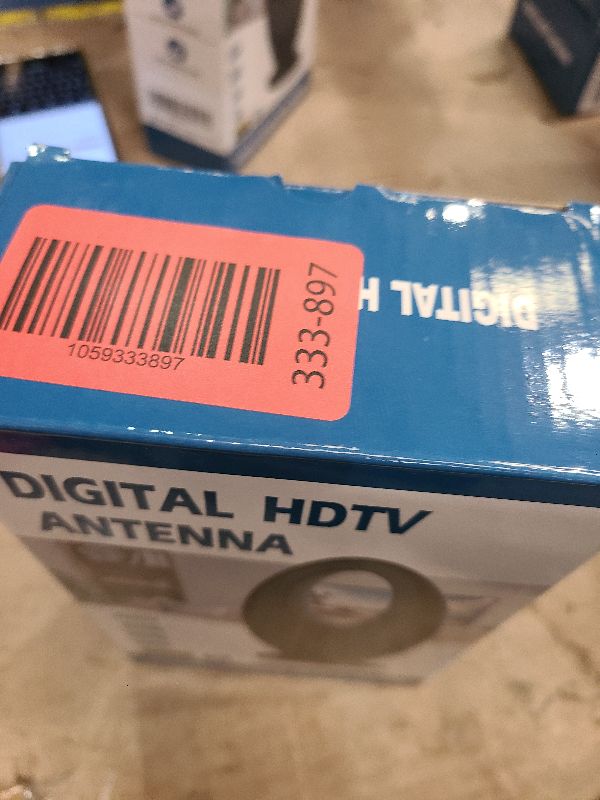 1059333897
333-897
DIGITAL H
DIGITAL HDTV
ANTENNA